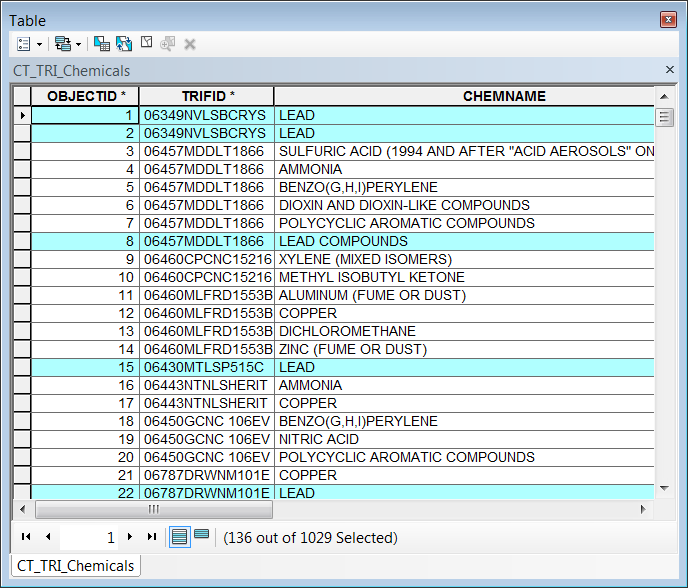 Table
CT_TRI_Chemicals
OBJECTID * TRIFID * CHEMNAME
1 06349NVLSBCRYS LEAD
2 06349NVLSBCRYS LEAD
3 06457MDDLT1866 SULFURIC ACID (1994 AND AFTER "ACID AEROSOLS" ON
4 06457MDDLT1866 AMMONIA
5 06457MDDLT1866 BENZO(G,H,I)PERYLENE
6 06457MDDLT1866 DIOXIN AND DIOXIN-LIKE COMPOUNDS
7 06457MDDLT1866 POLYCYCLIC AROMATIC COMPOUNDS
8 06457MDDLT1866 LEAD COMPOUNDS
9 06460CPCNC15216 XYLENE (MIXED ISOMERS)
10 06460CPCNC15216 METHYL ISOBUTYL KETONE
11 06460MLFRD1553B ALUMINUM (FUME OR DUST)
12 06460MLFRD1553B COPPER
13 06460MLFRD1553B DICHLOROMETHANE
14 06460MLFRD1553B ZINC (FUME OR DUST)
15 06430MTLSP515C LEAD
16 06443NTNLSHERIT AMMONIA
17 06443NTNLSHERIT COPPER
18 06450GCNC 106EV BENZO(G,H,I)PERYLENE
19 06450GCNC 106EV NITRIC ACID
20 06450GCNC 106EV POLYCYCLIC AROMATIC COMPOUNDS
21 06787DRWNM101E COPPER
22 06787DRWNM101E LEAD
1 (136 out of 1029 Selected)
CT_TRI_Chemicals